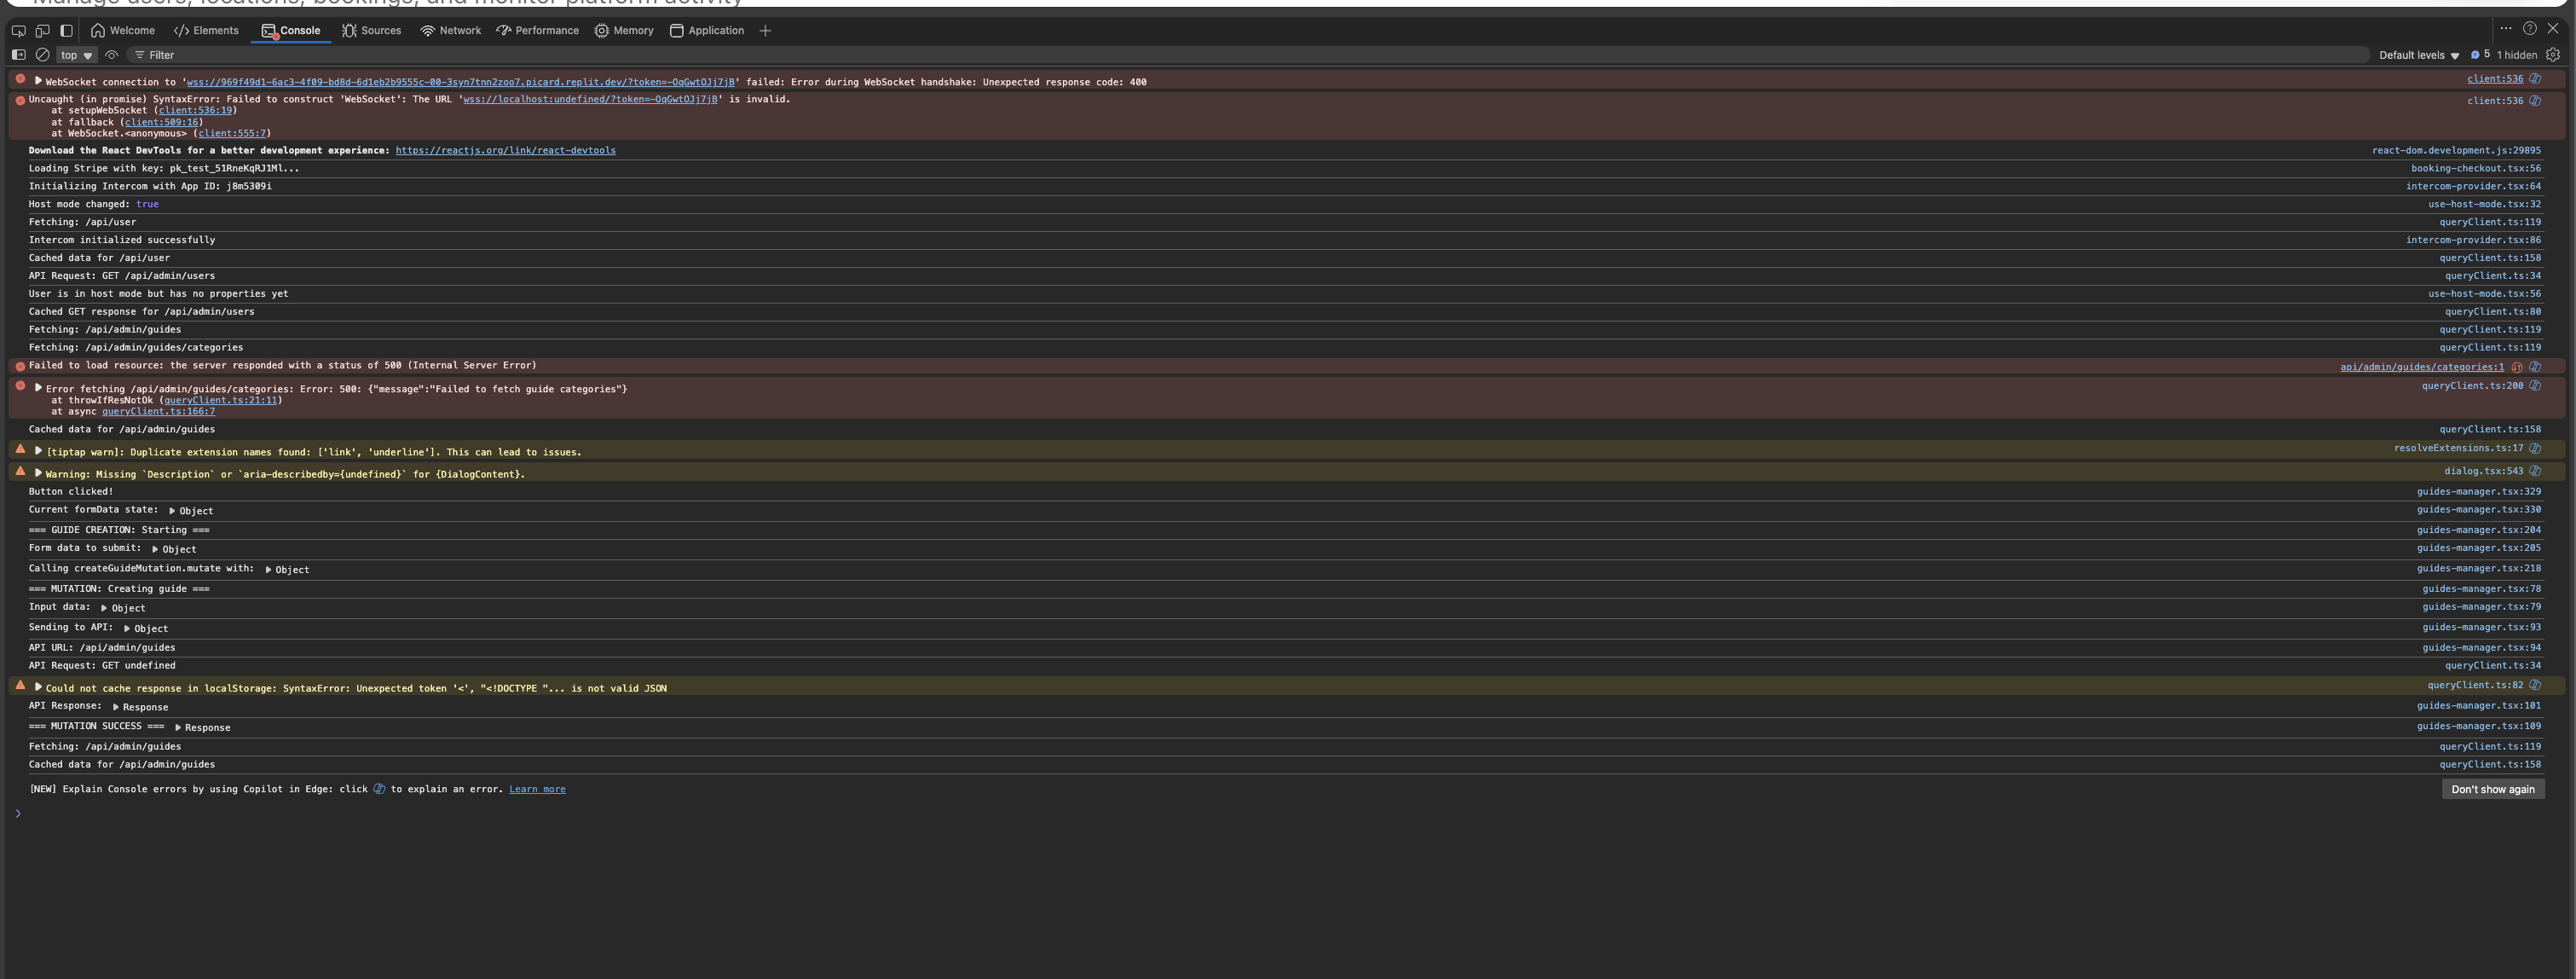 Manage users, locations, bookings, and monitor platform activity
Welcome Elements Console Sources Network Performance Memory Application
top Filter Default levels 5 1 hidden
WebSocket connection to 'wss://969f49d1-6ac3-4f09-bd8d-6d1eb2b9555c-00-3syn7tnn2zoo7.picard.replit.dev/?token=-OqGwtOJj7jB' failed: Error during WebSocket handshake: Unexpected response code: 400 client:536
Uncaught (in promise) SyntaxError: Failed to construct 'WebSocket': The URL 'wss://localhost:undefined/?token=-OqGwtOJj7jB' is invalid. client:536
at setupWebSocket (client:536:19)
at fallback (client:509:16)
at WebSocket.<anonymous> (client:555:7)
Download the React DevTools for a better development experience: https://reactjs.org/link/react-devtools react-dom.development.js:29895
Loading Stripe with key: pk_test_51RneKqRJ1Ml... booking-checkout.tsx:56
Initializing Intercom with App ID: j8m5309i intercom-provider.tsx:64
Host mode changed: true use-host-mode.tsx:32
Fetching: /api/user queryClient.ts:119
Intercom initialized successfully intercom-provider.tsx:86
Cached data for /api/user queryClient.ts:158
API Request: GET /api/admin/users queryClient.ts:34
User is in host mode but has no properties yet use-host-mode.tsx:56
Cached GET response for /api/admin/users queryClient.ts:80
Fetching: /api/admin/guides queryClient.ts:119
Fetching: /api/admin/guides/categories queryClient.ts:119
Failed to load resource: the server responded with a status of 500 (Internal Server Error) api/admin/guides/categories:1
Error fetching /api/admin/guides/categories: Error: 500: {"message":"Failed to fetch guide categories"} queryClient.ts:200
at throwIfResNotOk (queryClient.ts:21:11)
at async queryClient.ts:166:7
Cached data for /api/admin/guides queryClient.ts:158
[tiptap warn]: Duplicate extension names found: ['link', 'underline']. This can lead to issues. resolveExtensions.ts:17
Warning: Missing `Description` or `aria-describedby={undefined}` for {DialogContent}. dialog.tsx:543
Button clicked! guides-manager.tsx:329
Current formData state: Object guides-manager.tsx:330
=== GUIDE CREATION: Starting === guides-manager.tsx:204
Form data to submit: Object guides-manager.tsx:205
Calling createGuideMutation.mutate with: Object guides-manager.tsx:218
=== MUTATION: Creating guide === guides-manager.tsx:78
Input data: Object guides-manager.tsx:79
Sending to API: Object guides-manager.tsx:93
API URL: /api/admin/guides guides-manager.tsx:94
API Request: GET undefined queryClient.ts:34
Could not cache response in localStorage: SyntaxError: Unexpected token '<', "<!DOCTYPE "... is not valid JSON queryClient.ts:82
API Response: Response guides-manager.tsx:101
=== MUTATION SUCCESS === Response guides-manager.tsx:109
Fetching: /api/admin/guides queryClient.ts:119
Cached data for /api/admin/guides queryClient.ts:158
[NEW] Explain Console errors by using Copilot in Edge: click to explain an error. Learn more Don't show again